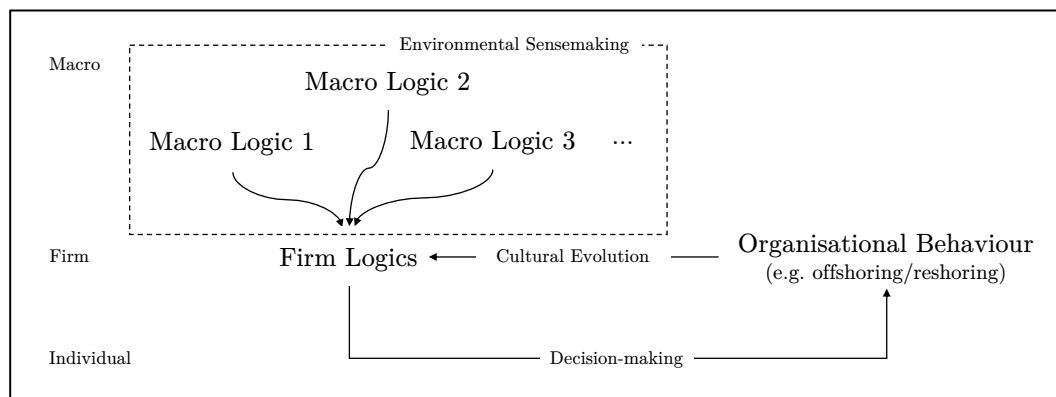 Environmental Sensemaking
Macro
Macro Logic 2
Macro Logic 1
Macro Logic 3
...
Firm
Firm Logics
Cultural Evolution
Organisational Behaviour
(e.g. offshoring/reshoring)
Individual
Decision-making